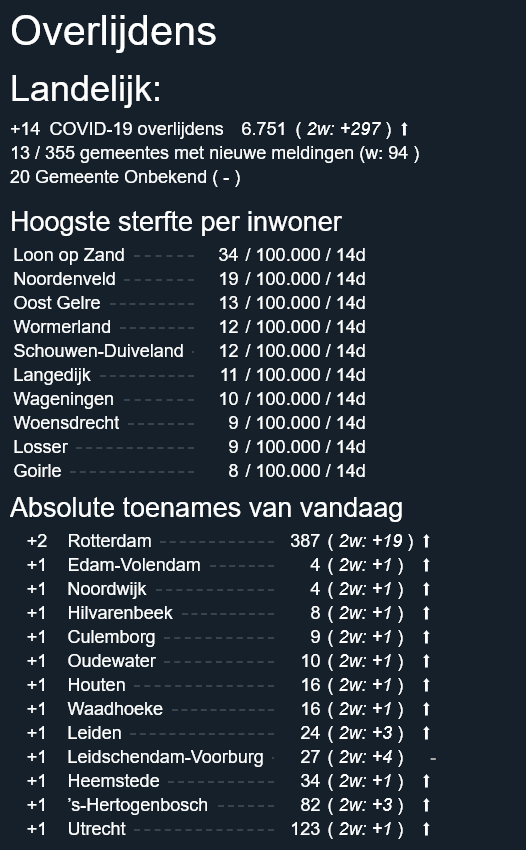 Overlijdens
Landelijk:
+14 COVID-19 overlijdens 6.751 ( 2w: +297 ) ⬆
13 / 355 gemeentes met nieuwe meldingen (w: 94 )
20 Gemeente Onbekend ( - )
Hoogste sterfte per inwoner
Loon op Zand ------ 34 / 100.000 / 14d
Noordenveld ------- 19 / 100.000 / 14d
Oost Gelre -------- 13 / 100.000 / 14d
Wormerland ------- 12 / 100.000 / 14d
Schouwen-Duiveland - 12 / 100.000 / 14d
Langedijk --------- 11 / 100.000 / 14d
Wageningen ------- 10 / 100.000 / 14d
Woensdrecht ------ 9 / 100.000 / 14d
Losser ----------- 9 / 100.000 / 14d
Goirle ------------ 8 / 100.000 / 14d
Absolute toenames van vandaag
+2 Rotterdam ----------- 387 ( 2w: +19 ) ⬆
+1 Edam-Volendam ------- 4 ( 2w: +1 ) ⬆
+1 Noordwijk ----------- 4 ( 2w: +1 ) ⬆
+1 Hilvarenbeek --------- 8 ( 2w: +1 ) ⬆
+1 Culemborg ---------- 9 ( 2w: +1 ) ⬆
+1 Oudewater ---------- 10 ( 2w: +1 ) ⬆
+1 Houten ------------- 16 ( 2w: +1 ) ⬆
+1 Waadhoeke ---------- 16 ( 2w: +1 ) ⬆
+1 Leiden ------------- 24 ( 2w: +3 ) ⬆
+1 Leidschendam-Voorburg - 27 ( 2w: +4 ) -
+1 Heemstede ---------- 34 ( 2w: +1 ) ⬆
+1 's-Hertogenbosch ------ 82 ( 2w: +3 ) ⬆
+1 Utrecht ------------- 123 ( 2w: +1 ) ⬆